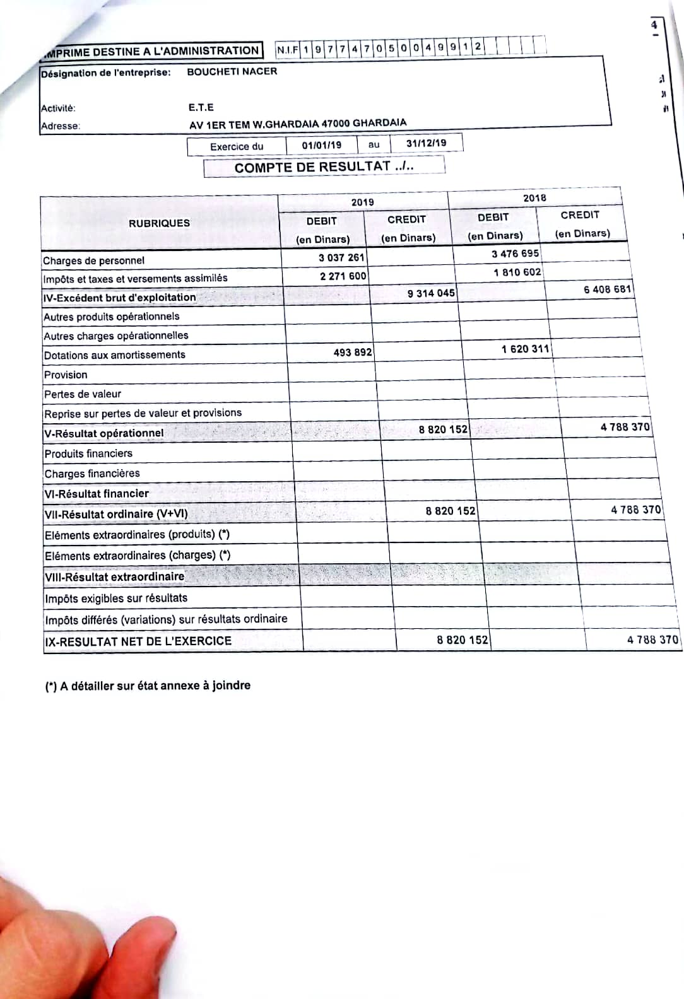 4
IMPRIME DESTINE A L'ADMINISTRATION N.I.F 1 9 7 7 4 7 0 5 0 0 4 9 9 1 2
Désignation de l'entreprise: BOUCHETI NACER
Activité: E.T.E
Adresse: AV 1ER TEM W.GHARDAIA 47000 GHARDAIA
Exercice du 01/01/19 au 31/12/19
COMPTE DE RESULTAT ../..
RUBRIQUES 2019 2018
DEBIT CREDIT DEBIT CREDIT
(en Dinars) (en Dinars) (en Dinars) (en Dinars)
Charges de personnel 3 037 261 3 476 695
Impôts et taxes et versements assimilés 2 271 600 1 810 602
IV-Excédent brut d'exploitation 9 314 045 6 408 681
Autres produits opérationnels
Autres charges opérationnelles
Dotations aux amortissements 493 892 1 620 311
Provision
Pertes de valeur
Reprise sur pertes de valeur et provisions
V-Résultat opérationnel 8 820 152 4 788 370
Produits financiers
Charges financières
VI-Résultat financier
VII-Résultat ordinaire (V+VI) 8 820 152 4 788 370
Eléments extraordinaires (produits) (*)
Eléments extraordinaires (charges) (*)
VIII-Résultat extraordinaire
Impôts exigibles sur résultats
Impôts différés (variations) sur résultats ordinaire
IX-RESULTAT NET DE L'EXERCICE 8 820 152 4 788 370
(*) A détailler sur état annexe à joindre